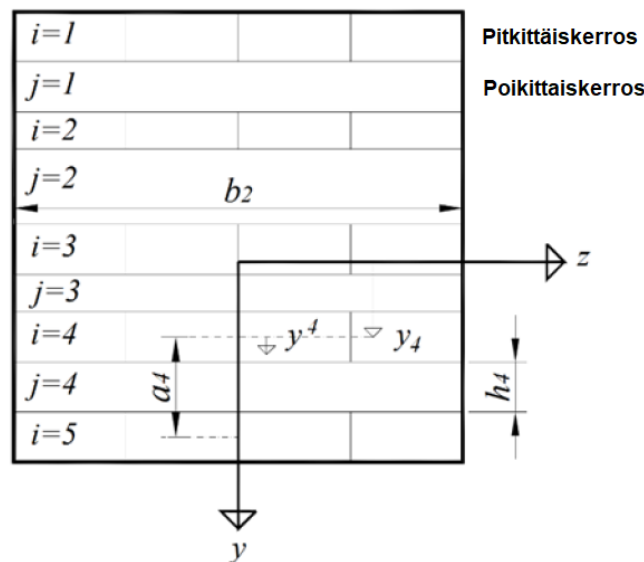 i=1
Pitkittäiskerros
j=1
Poikittaiskerros
i=2
j=2
b2
i=3
z
j=3
i=4
y⁴
y4
a4
j=4
h4
i=5
y